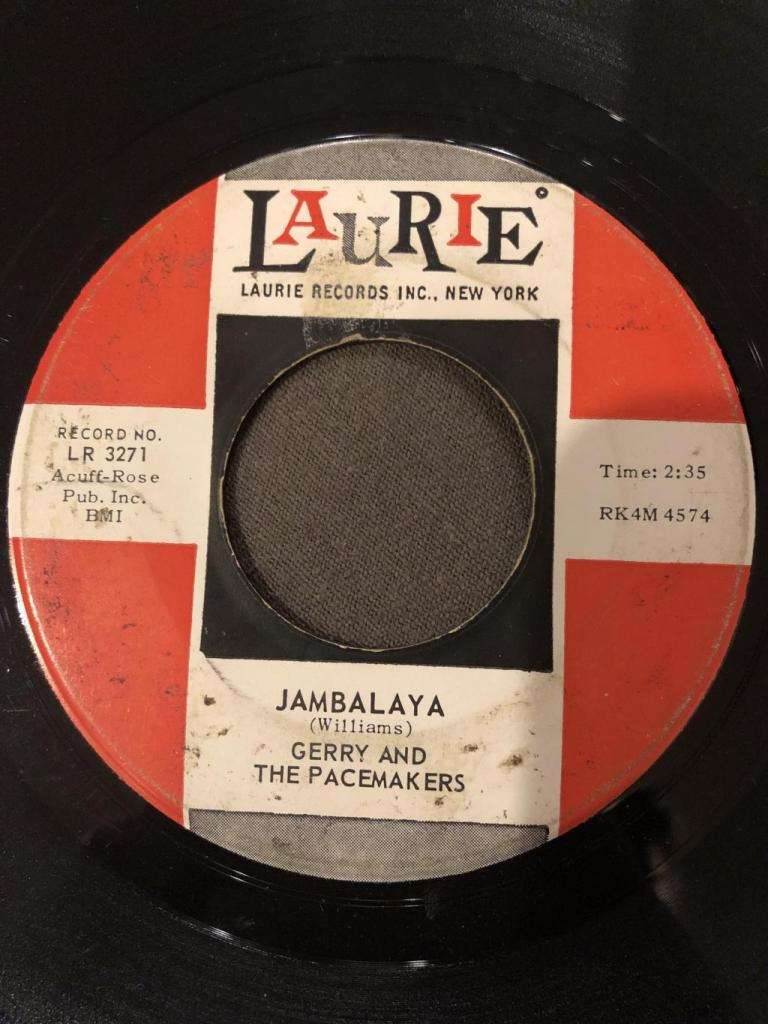 LAURIE
LAURIE RECORDS INC., NEW YORK
RECORD NO.
LR 3271
Acuff-Rose
Pub. Inc.
BMI
Time: 2:35
RK4M 4574
JAMBALAYA
(Williams)
GERRY AND
THE PACEMAKERS